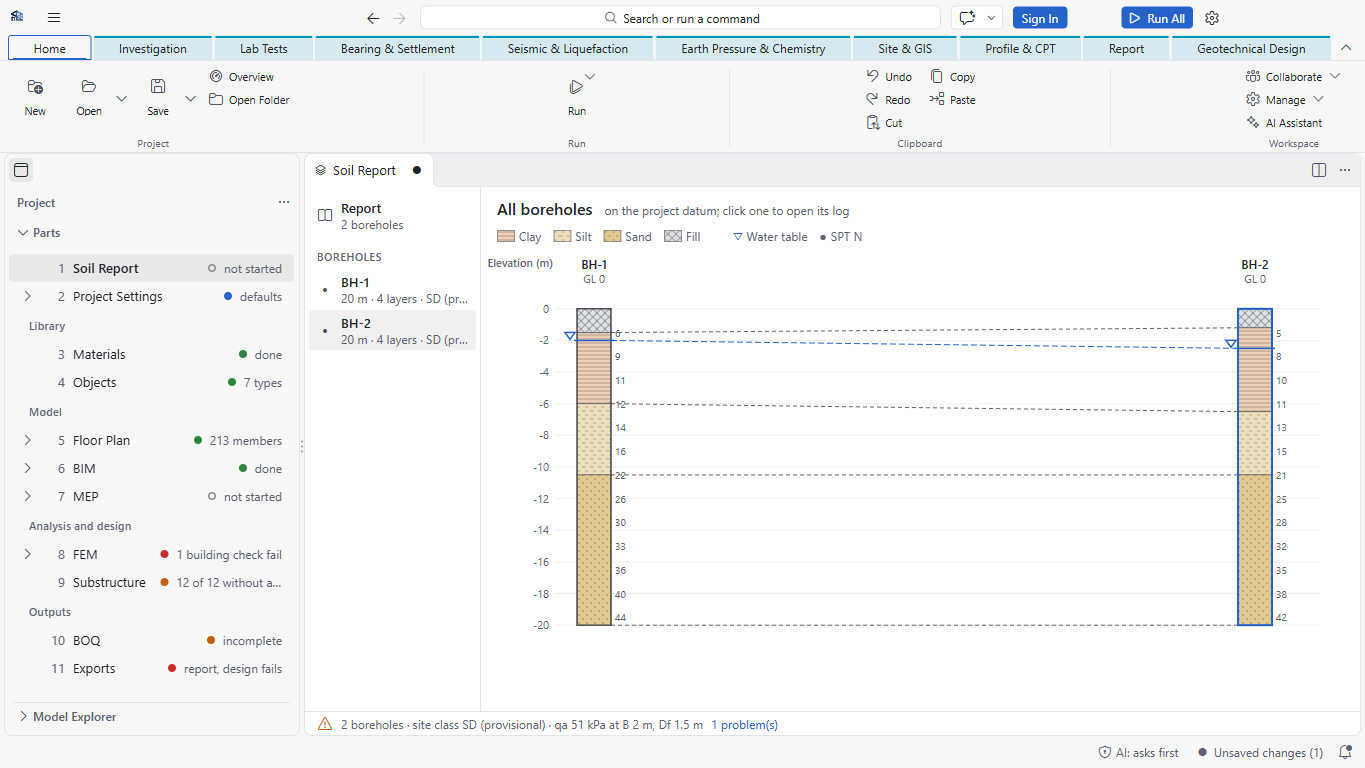 Search or run a command
Sign In
Run All
Home
Investigation
Lab Tests
Bearing & Settlement
Seismic & Liquefaction
Earth Pressure & Chemistry
Site & GIS
Profile & CPT
Report
Geotechnical Design
New
Open
Save
Overview
Open Folder
Project
Run
Run
Undo
Copy
Redo
Paste
Cut
Clipboard
Collaborate
Manage
AI Assistant
Workspace
Project
Parts
1 Soil Report not started
2 Project Settings defaults
Library
3 Materials done
4 Objects 7 types
Model
5 Floor Plan 213 members
6 BIM done
7 MEP not started
Analysis and design
8 FEM 1 building check fail
9 Substructure 12 of 12 without a...
Outputs
10 BOQ incomplete
11 Exports report, design fails
Model Explorer
Soil Report
Report
2 boreholes
BOREHOLES
BH-1
20 m · 4 layers · SD (pr...
BH-2
20 m · 4 layers · SD (pr...
All boreholes on the project datum; click one to open its log
Clay Silt Sand Fill Water table SPT N
Elevation (m)
BH-1
GL 0
BH-2
GL 0
0
-2
-4
-6
-8
-10
-12
-14
-16
-18
-20
6
9
11
12
14
16
22
26
30
33
36
40
44
5
8
10
11
13
15
21
25
28
32
35
38
42
2 boreholes · site class SD (provisional) · qa 51 kPa at B 2 m, Df 1.5 m 1 problem(s)
AI: asks first
Unsaved changes (1)